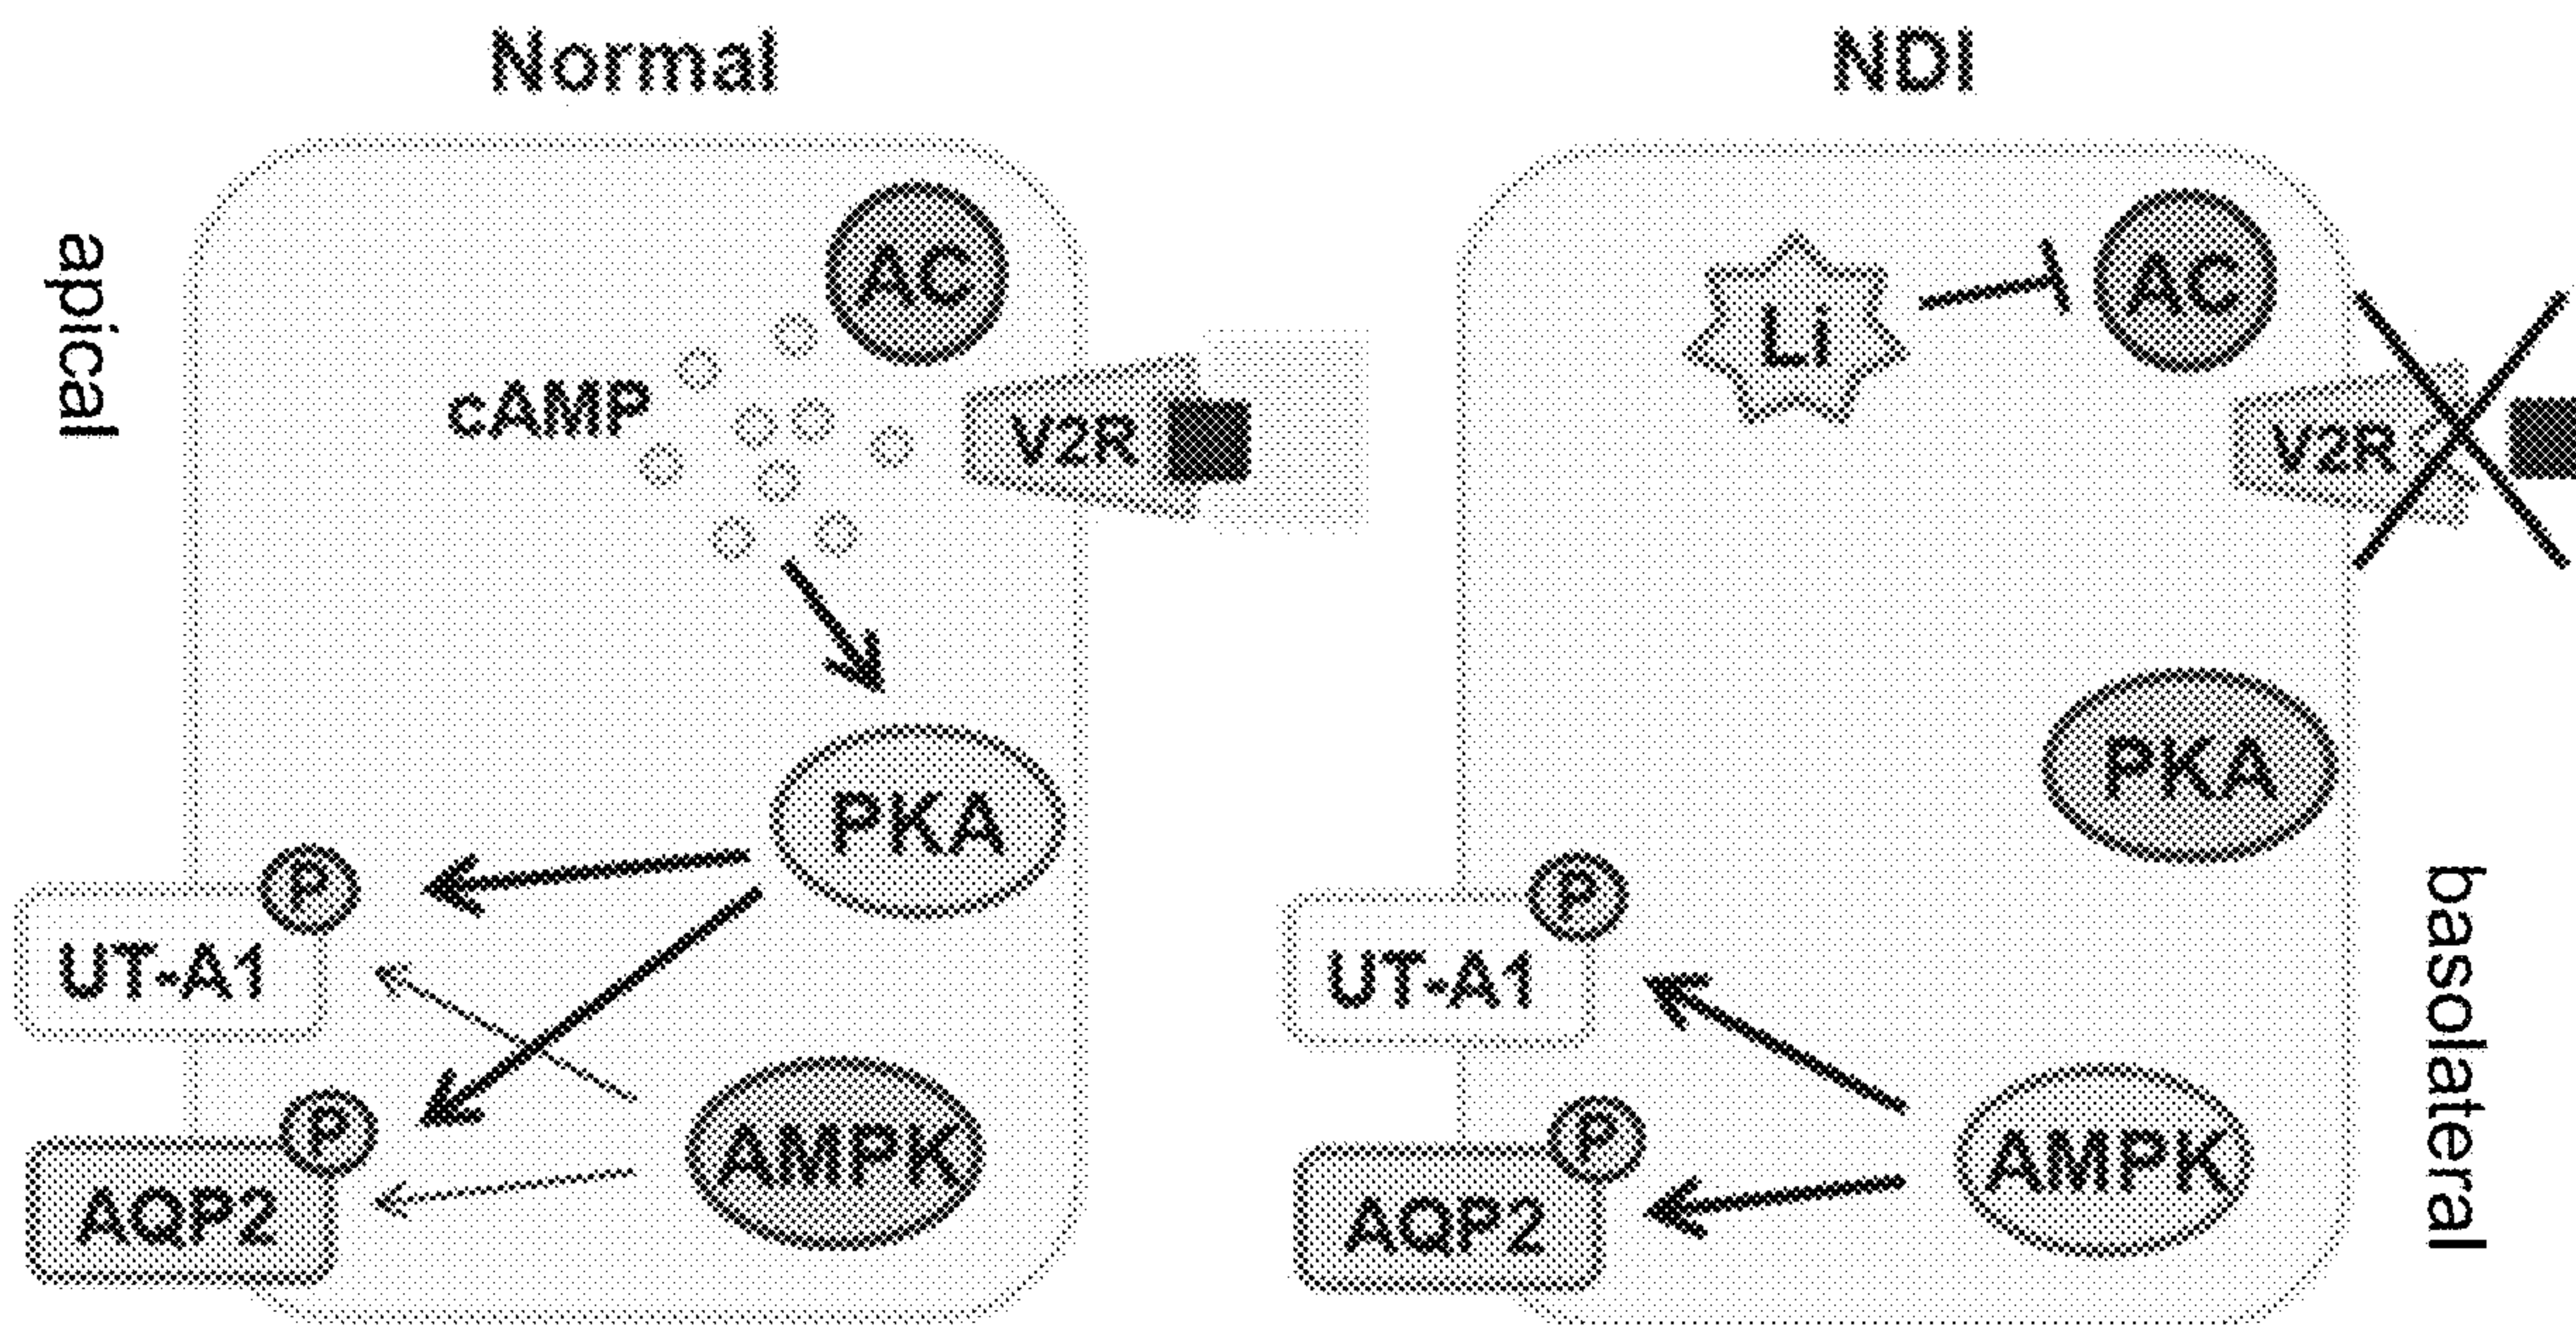 Normal
NDI
apical
AC
cAMP
V2R
PKA
P
UT-A1
P
AQP2
AMPK
Li
AC
V2R
PKA
P
UT-A1
P
AQP2
AMPK
basolateral